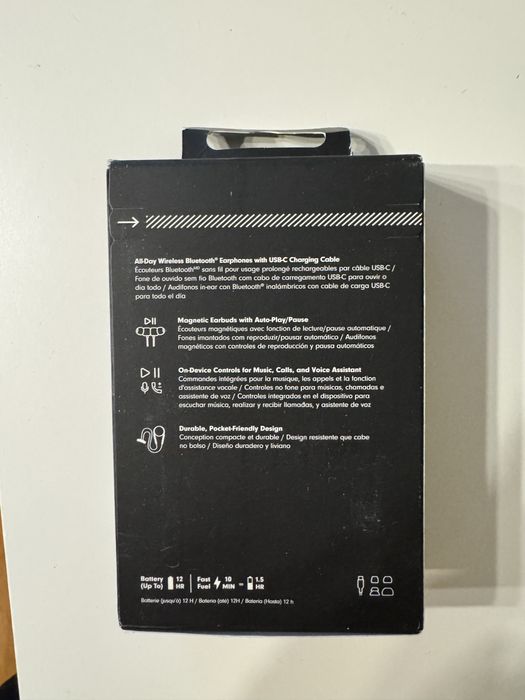 All-Day Wireless Bluetooth® Earphones with USB-C Charging Cable
Écouteurs Bluetooth^MD sans fil pour usage prolongé rechargeables par câble USB-C /
Fone de ouvido sem fio Bluetooth com cabo de carregamento USB-C para ouvir o
dia todo / Audífonos in-ear con Bluetooth® inalámbricos con cable de carga USB-C
para todo el día
Magnetic Earbuds with Auto-Play/Pause
Écouteurs magnétiques avec fonction de lecture/pause automatique /
Fones imantados com reproduzir/pausar automático / Audífonos
magnéticos con controles de reproducción y pausa automáticos
On-Device Controls for Music, Calls, and Voice Assistant
Commandes intégrées pour la musique, les appels et la fonction
d'assistance vocale / Controles no fone para músicas, chamadas e
assistente de voz / Controles integrados en el dispositivo para
escuchar música, realizar y recibir llamadas, y asistente de voz
Durable, Pocket-Friendly Design
Conception compacte et durable / Design resistente que cabe
no bolso / Diseño duradero y liviano
Battery (Up To) 12 HR | Fast Fuel 10 MIN = 1.5 HR
Batterie (jusqu'à) 12 H / Bateria (até) 12H / Batería (Hasta) 12 h